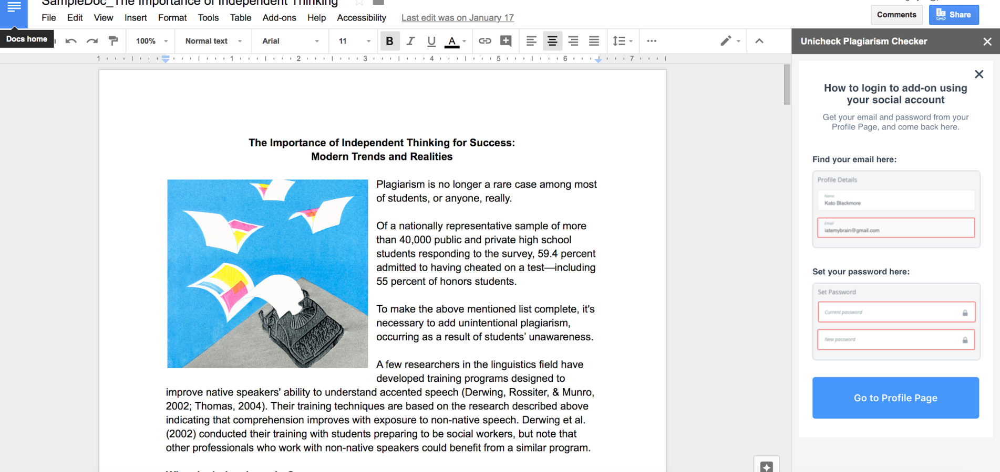 SampleDoc_The Importance of Independent Thinking
File Edit View Insert Format Tools Table Add-ons Help Accessibility Last edit was on January 17
Comments
Share
Docs home
100% Normal text Arial 11 B I U A
1 1 2 3 4 5 6 7
The Importance of Independent Thinking for Success:
Modern Trends and Realities
Plagiarism is no longer a rare case among most
of students, or anyone, really.
Of a nationally representative sample of more
than 40,000 public and private high school
students responding to the survey, 59.4 percent
admitted to having cheated on a test—including
55 percent of honors students.
To make the above mentioned list complete, it's
necessary to add unintentional plagiarism,
occurring as a result of students’ unawareness.
A few researchers in the linguistics field have
developed training programs designed to
improve native speakers' ability to understand accented speech (Derwing, Rossiter, & Munro,
2002; Thomas, 2004). Their training techniques are based on the research described above
indicating that comprehension improves with exposure to non-native speech. Derwing et al.
(2002) conducted their training with students preparing to be social workers, but note that
other professionals who work with non-native speakers could benefit from a similar program.
Unicheck Plagiarism Checker
How to login to add-on using
your social account
Get your email and password from your
Profile Page, and come back here.
Find your email here:
Profile Details
Name
Kato Blackmore
Email
iatemybrain@gmail.com
Set your password here:
Set Password
Current password
New password
Go to Profile Page